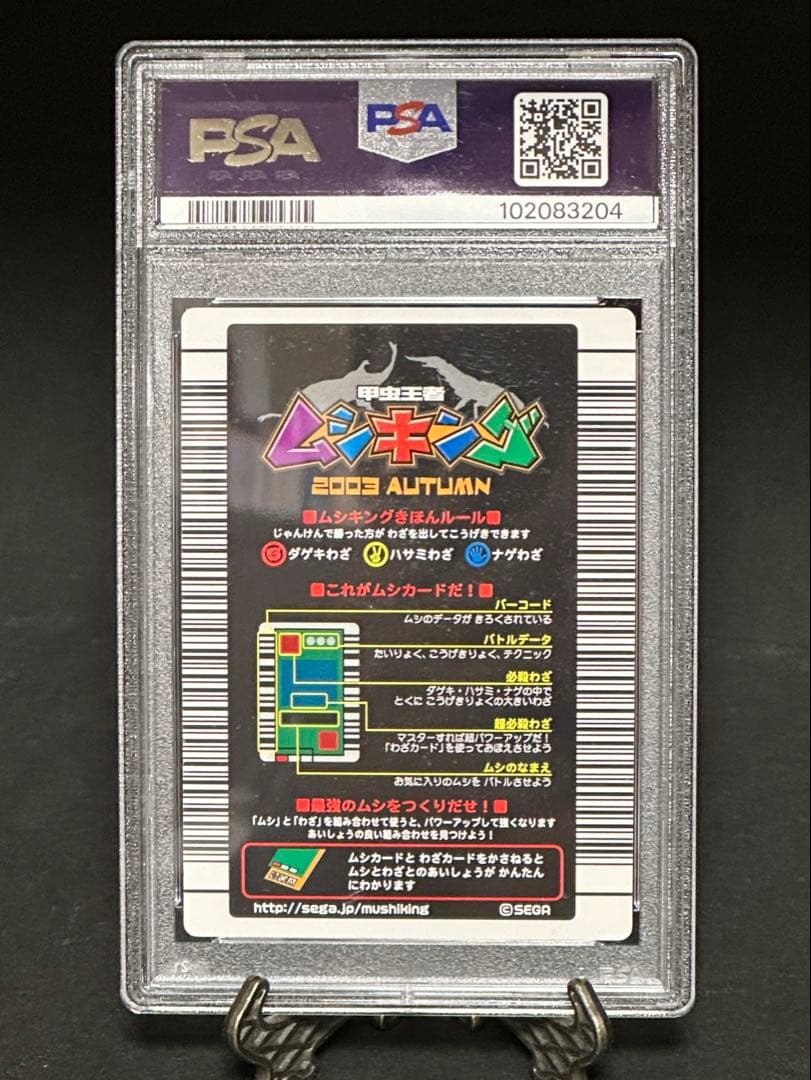 PSA
PSA
102083204
甲虫王者
ムシキング
2003 AUTUMN
ムシキングきほんルール
じゃんけんで勝った方が わざを出してこうげきできます
ダゲキわざ ハサミわざ ナゲわざ
これがムシカードだ！
バーコード
ムシのデータが きろくされている
バトルデータ
たいりょく、こうげきりょく、テクニック
必殺わざ
ダゲキ・ハサミ・ナゲの中で
とくに こうげきりょくの大きいわざ
超必殺わざ
マスターすれば超パワーアップだ！
「わざカード」を使っておぼえさせよう
ムシのなまえ
お気に入りのムシを バトルさせよう
最強のムシをつくりだせ！
「ムシ」と「わざ」を組み合わせて使うと、パワーアップして強くなります
あいしょうの良い組み合わせを見つけよう！
ムシカードと わざカードをかさねると
ムシとわざとのあいしょうが かんたん
にわかります
http://sega.jp/mushiking ©SEGA